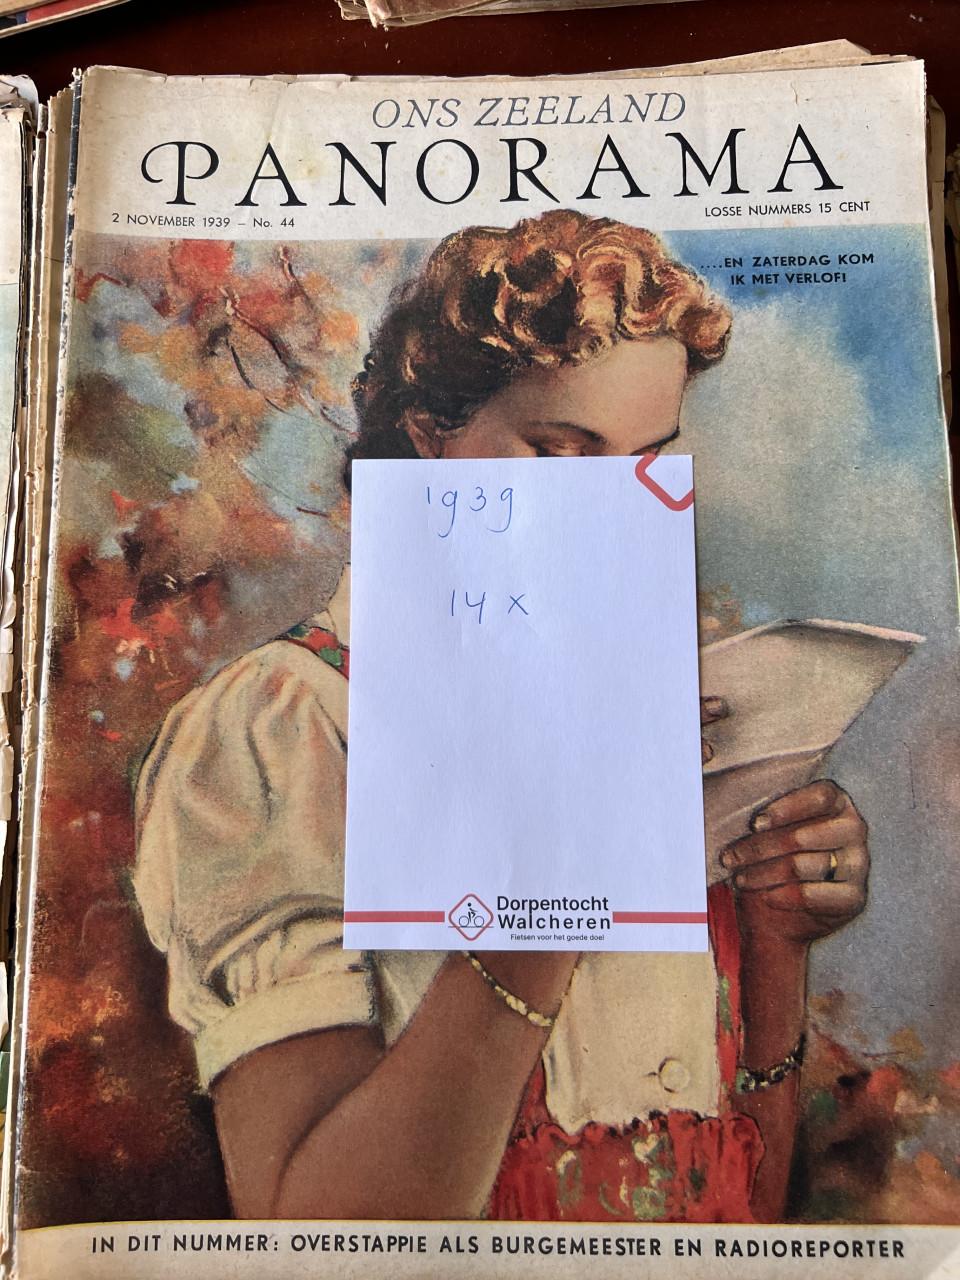 ONS ZEELAND
PANORAMA
2 NOVEMBER 1939 – No. 44
LOSSE NUMMERS 15 CENT
....EN ZATERDAG KOM
IK MET VERLOF!
1939
14 x
Dorpentocht
Walcheren
Fietsen voor het goede doel
IN DIT NUMMER: OVERSTAPPIE ALS BURGEMEESTER EN RADIOREPORTER